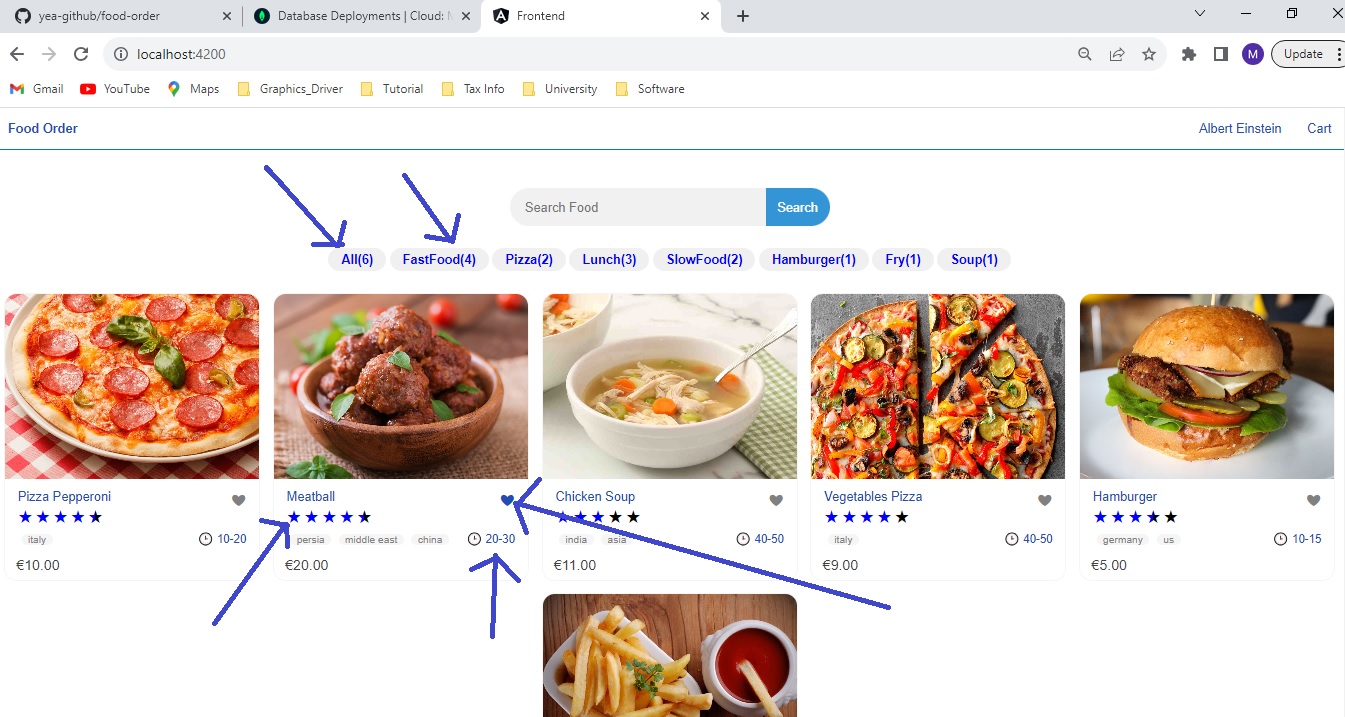 yea-github/food-order
Database Deployments | Cloud:
Frontend
localhost:4200
M
Update
Gmail
YouTube
Maps
Graphics_Driver
Tutorial
Tax Info
University
Software
Food Order
Albert Einstein
Cart
Search Food
Search
All(6)
FastFood(4)
Pizza(2)
Lunch(3)
SlowFood(2)
Hamburger(1)
Fry(1)
Soup(1)
Pizza Pepperoni
italy
10-20
€10.00
Meatball
persia
middle east
china
20-30
€20.00
Chicken Soup
india
asia
40-50
€11.00
Vegetables Pizza
italy
40-50
€9.00
Hamburger
germany
us
10-15
€5.00